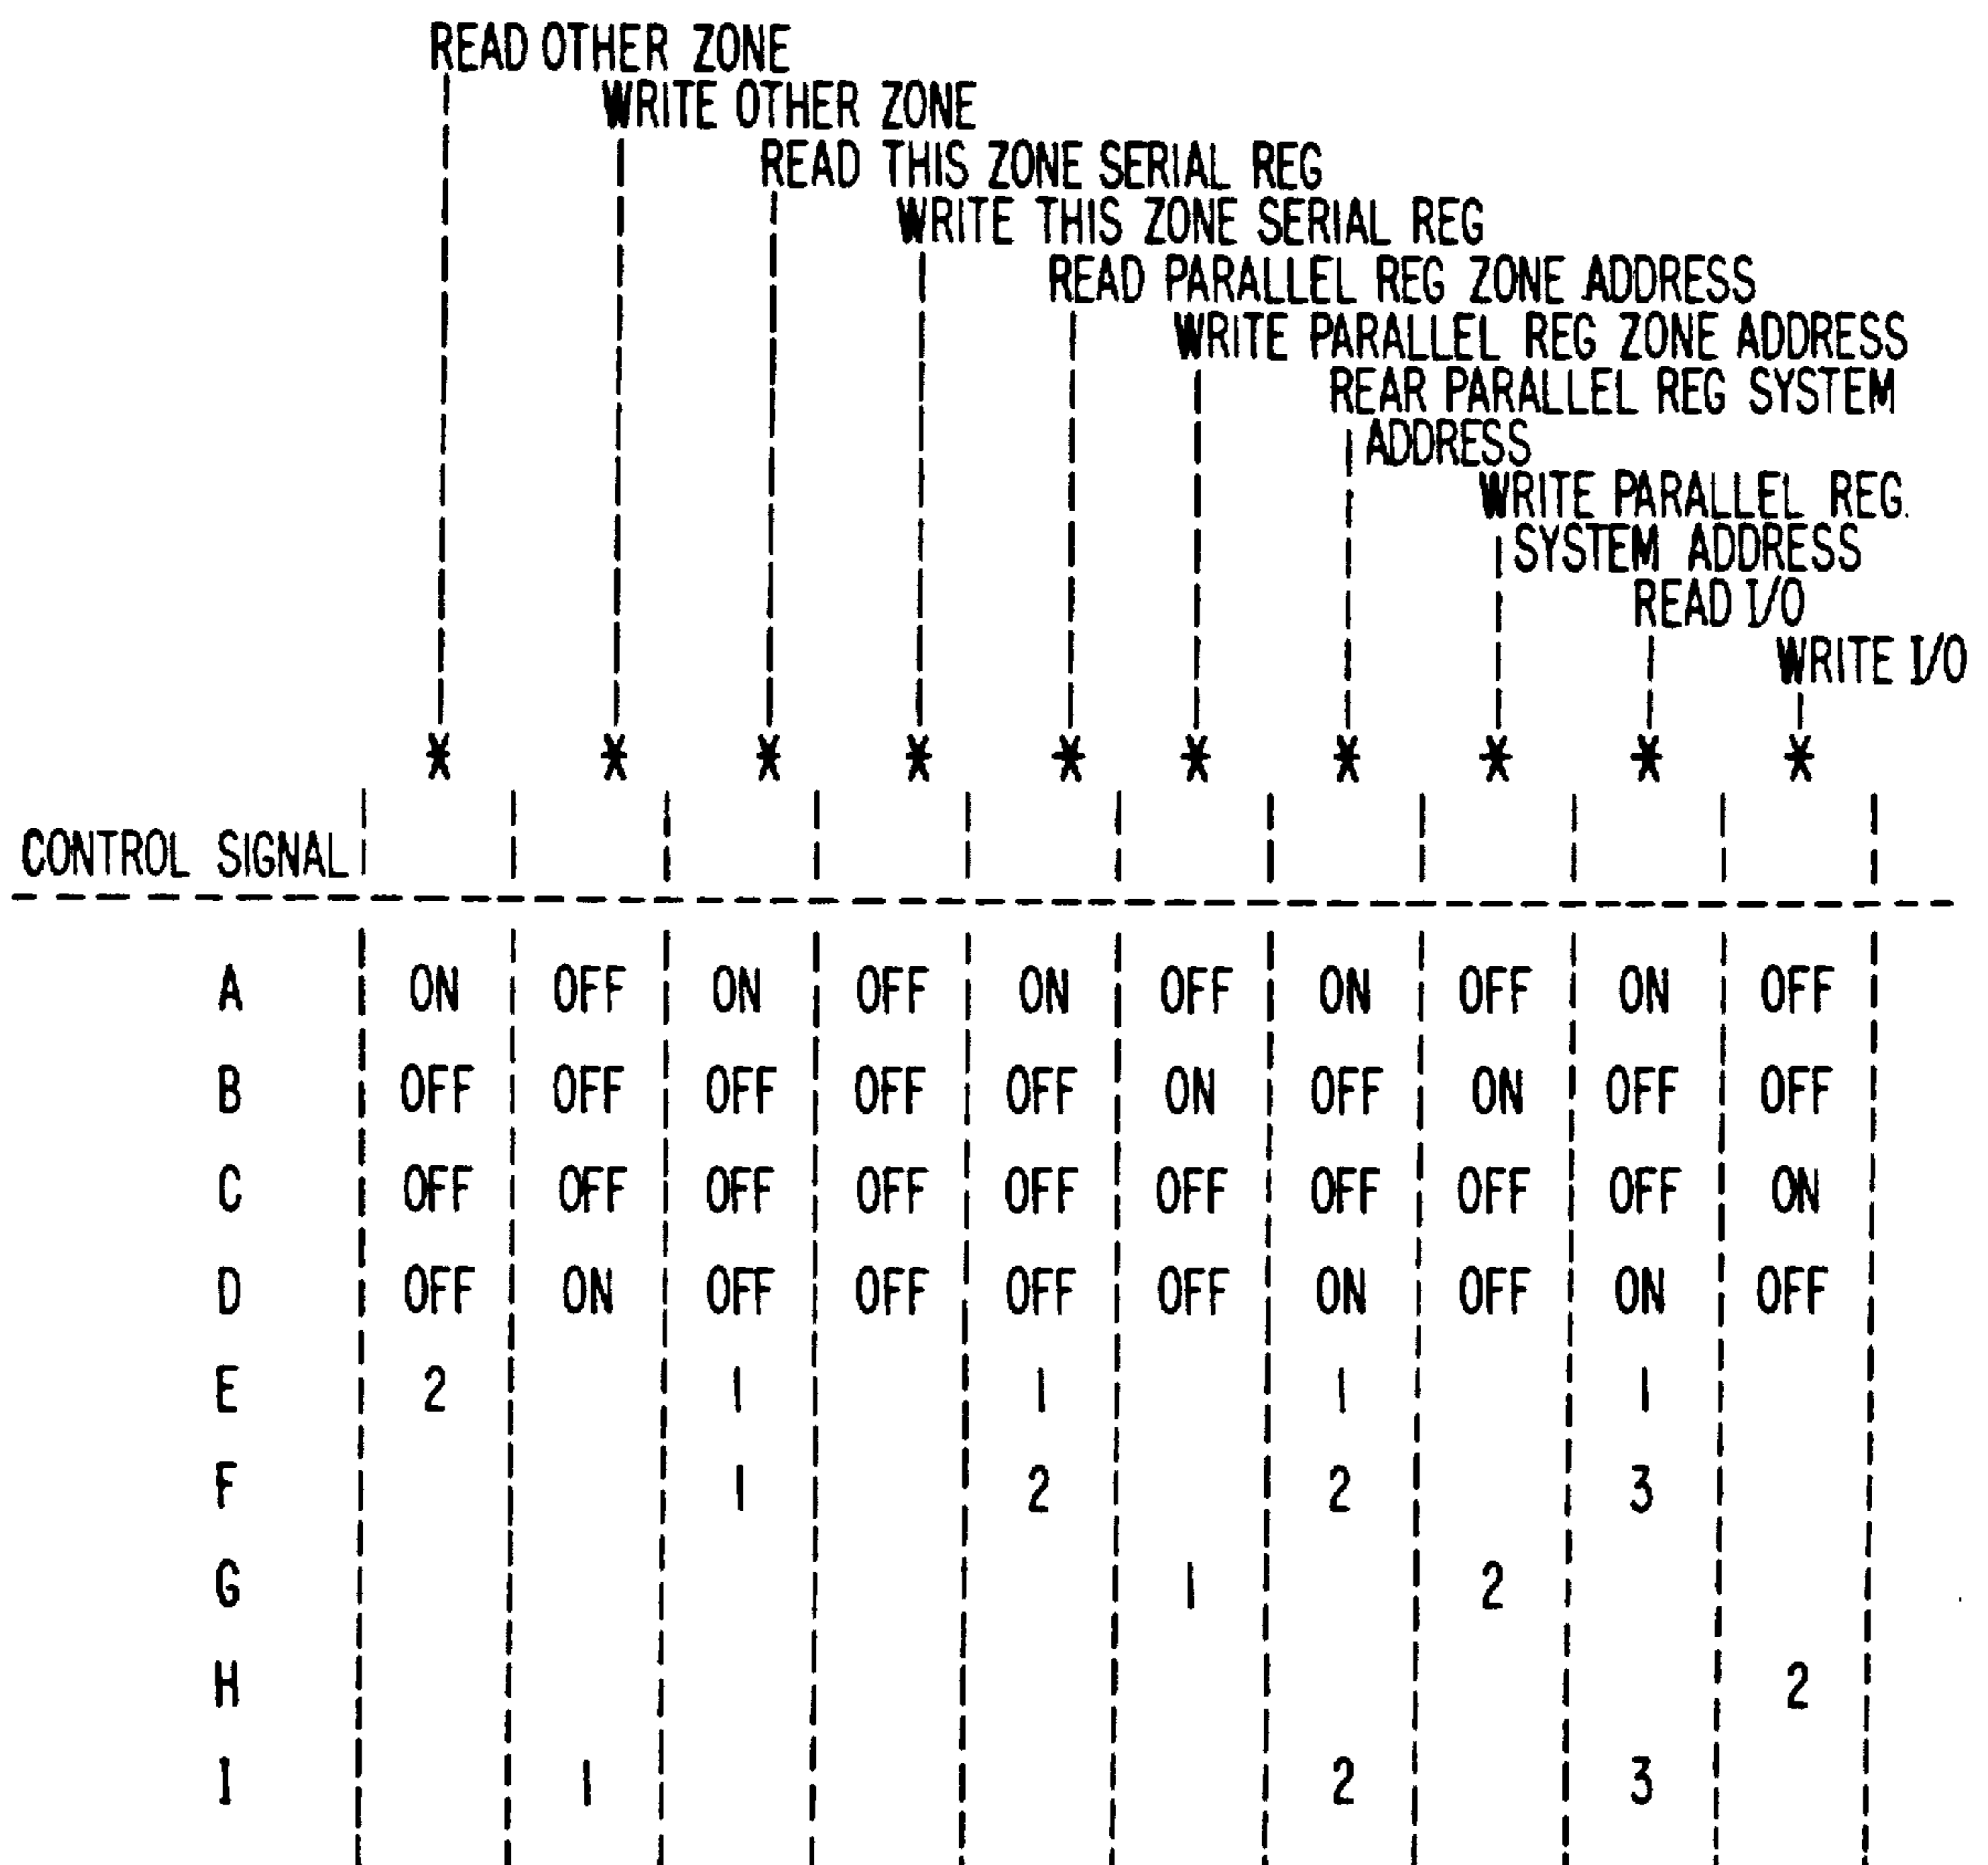 READ OTHER ZONE
WRITE OTHER ZONE
READ THIS ZONE SERIAL REG
WRITE THIS ZONE SERIAL REG
READ PARALLEL REG ZONE ADDRESS
WRITE PARALLEL REG ZONE ADDRESS
REAR PARALLEL REG SYSTEM
ADDRESS
WRITE PARALLEL REG.
SYSTEM ADDRESS
READ I/O
WRITE I/O
* * * * * * * * * *
CONTROL SIGNAL
A ON OFF ON OFF ON OFF ON OFF ON OFF
B OFF OFF OFF OFF OFF ON OFF ON OFF OFF
C OFF OFF OFF OFF OFF OFF OFF OFF OFF ON
D OFF ON OFF OFF OFF OFF ON OFF ON OFF
E 2 1 1 1 1
F 1 2 2 3
G 1 2
H 2
I 1 2 3